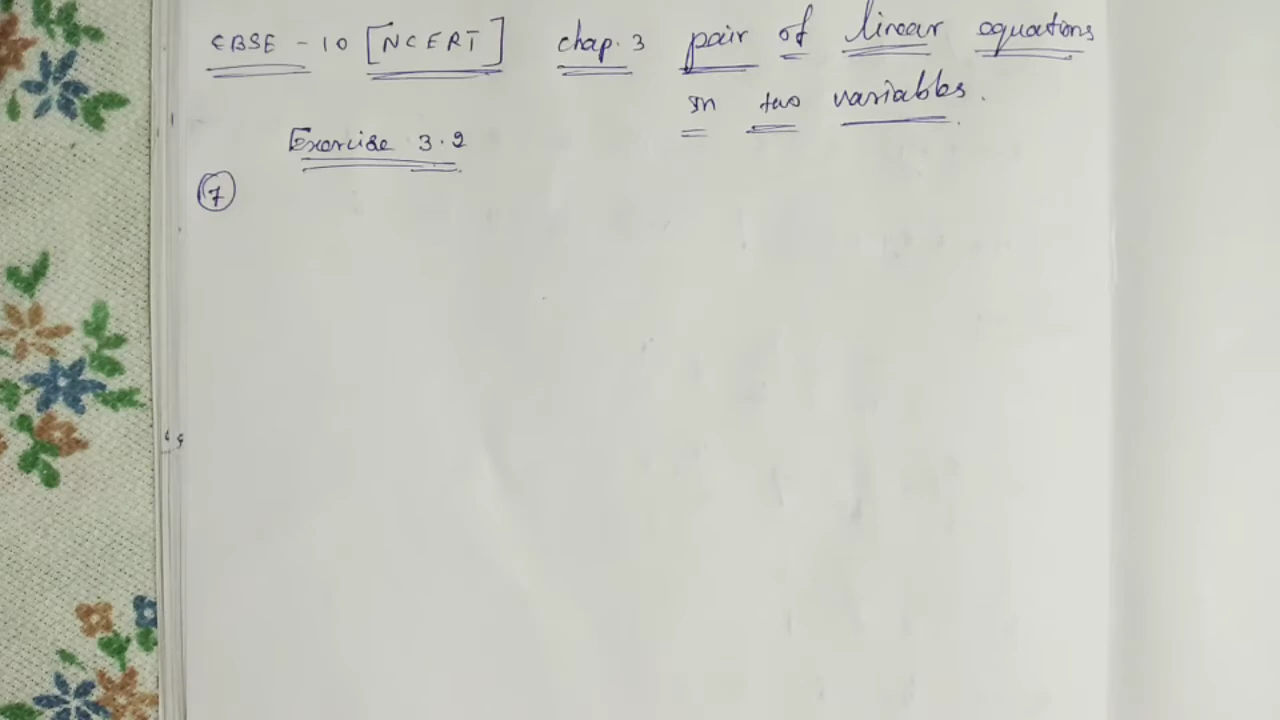 CBSE - 10 [NCERT] chap. 3 pair of linear equations
in two variables.
Exercise 3.2
7